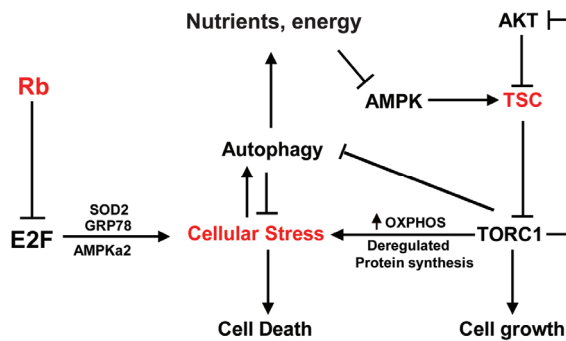 Nutrients, energy
AKT
Rb
AMPK
TSC
Autophagy
SOD2
GRP78
E2F
AMPKa2
Cellular Stress
OXPHOS
Deregulated
Protein synthesis
TORC1
Cell Death
Cell growth